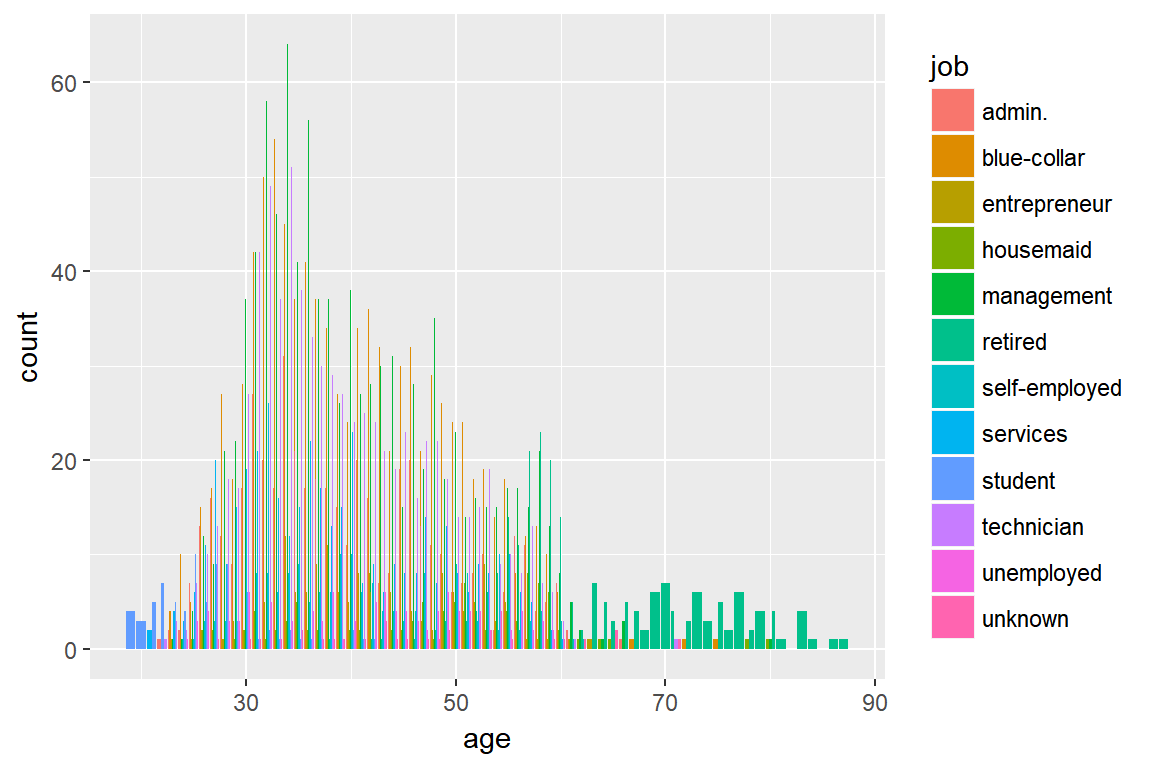 count
60
40
20
0
30 50 70 90
age
job
admin.
blue-collar
entrepreneur
housemaid
management
retired
self-employed
services
student
technician
unemployed
unknown